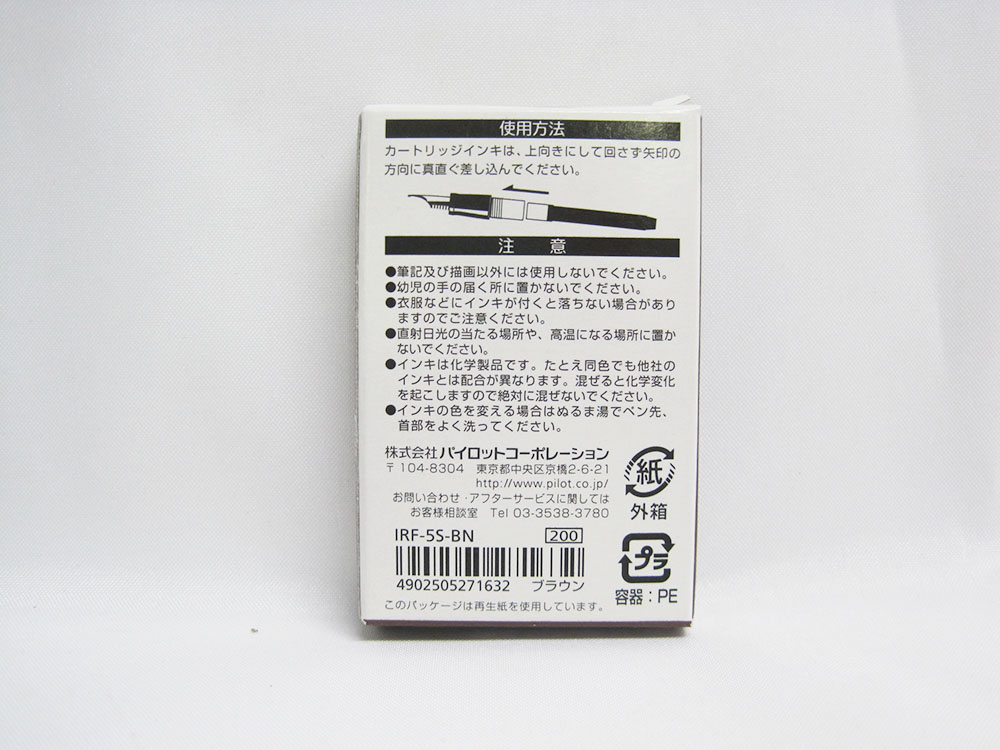 使用方法
カートリッジインキは、上向きにして回さず矢印の
方向に真直ぐ差し込んでください。
注 意
●筆記及び描画以外には使用しないでください。
●幼児の手の届く所に置かないでください。
●衣服などにインキが付くと落ちない場合があり
ますのでご注意ください。
●直射日光の当たる場所や、高温になる場所に置か
ないでください。
●インキは化学製品です。たとえ同色でも他社の
インキとは配合が異なります。混ぜると化学変化
を起こしますので絶対に混ぜないでください。
●インキの色を変える場合はぬるま湯でペン先、
首部をよく洗ってください。
株式会社パイロットコーポレーション
〒104-8304 東京都中央区京橋2-6-21
http://www.pilot.co.jp/
お問い合わせ・アフターサービスに関しては
お客様相談室 Tel 03-3538-3780
紙
外箱
IRF-5S-BN 200
4902505271632 ブラウン
プラ
容器：PE
このパッケージは再生紙を使用しています。